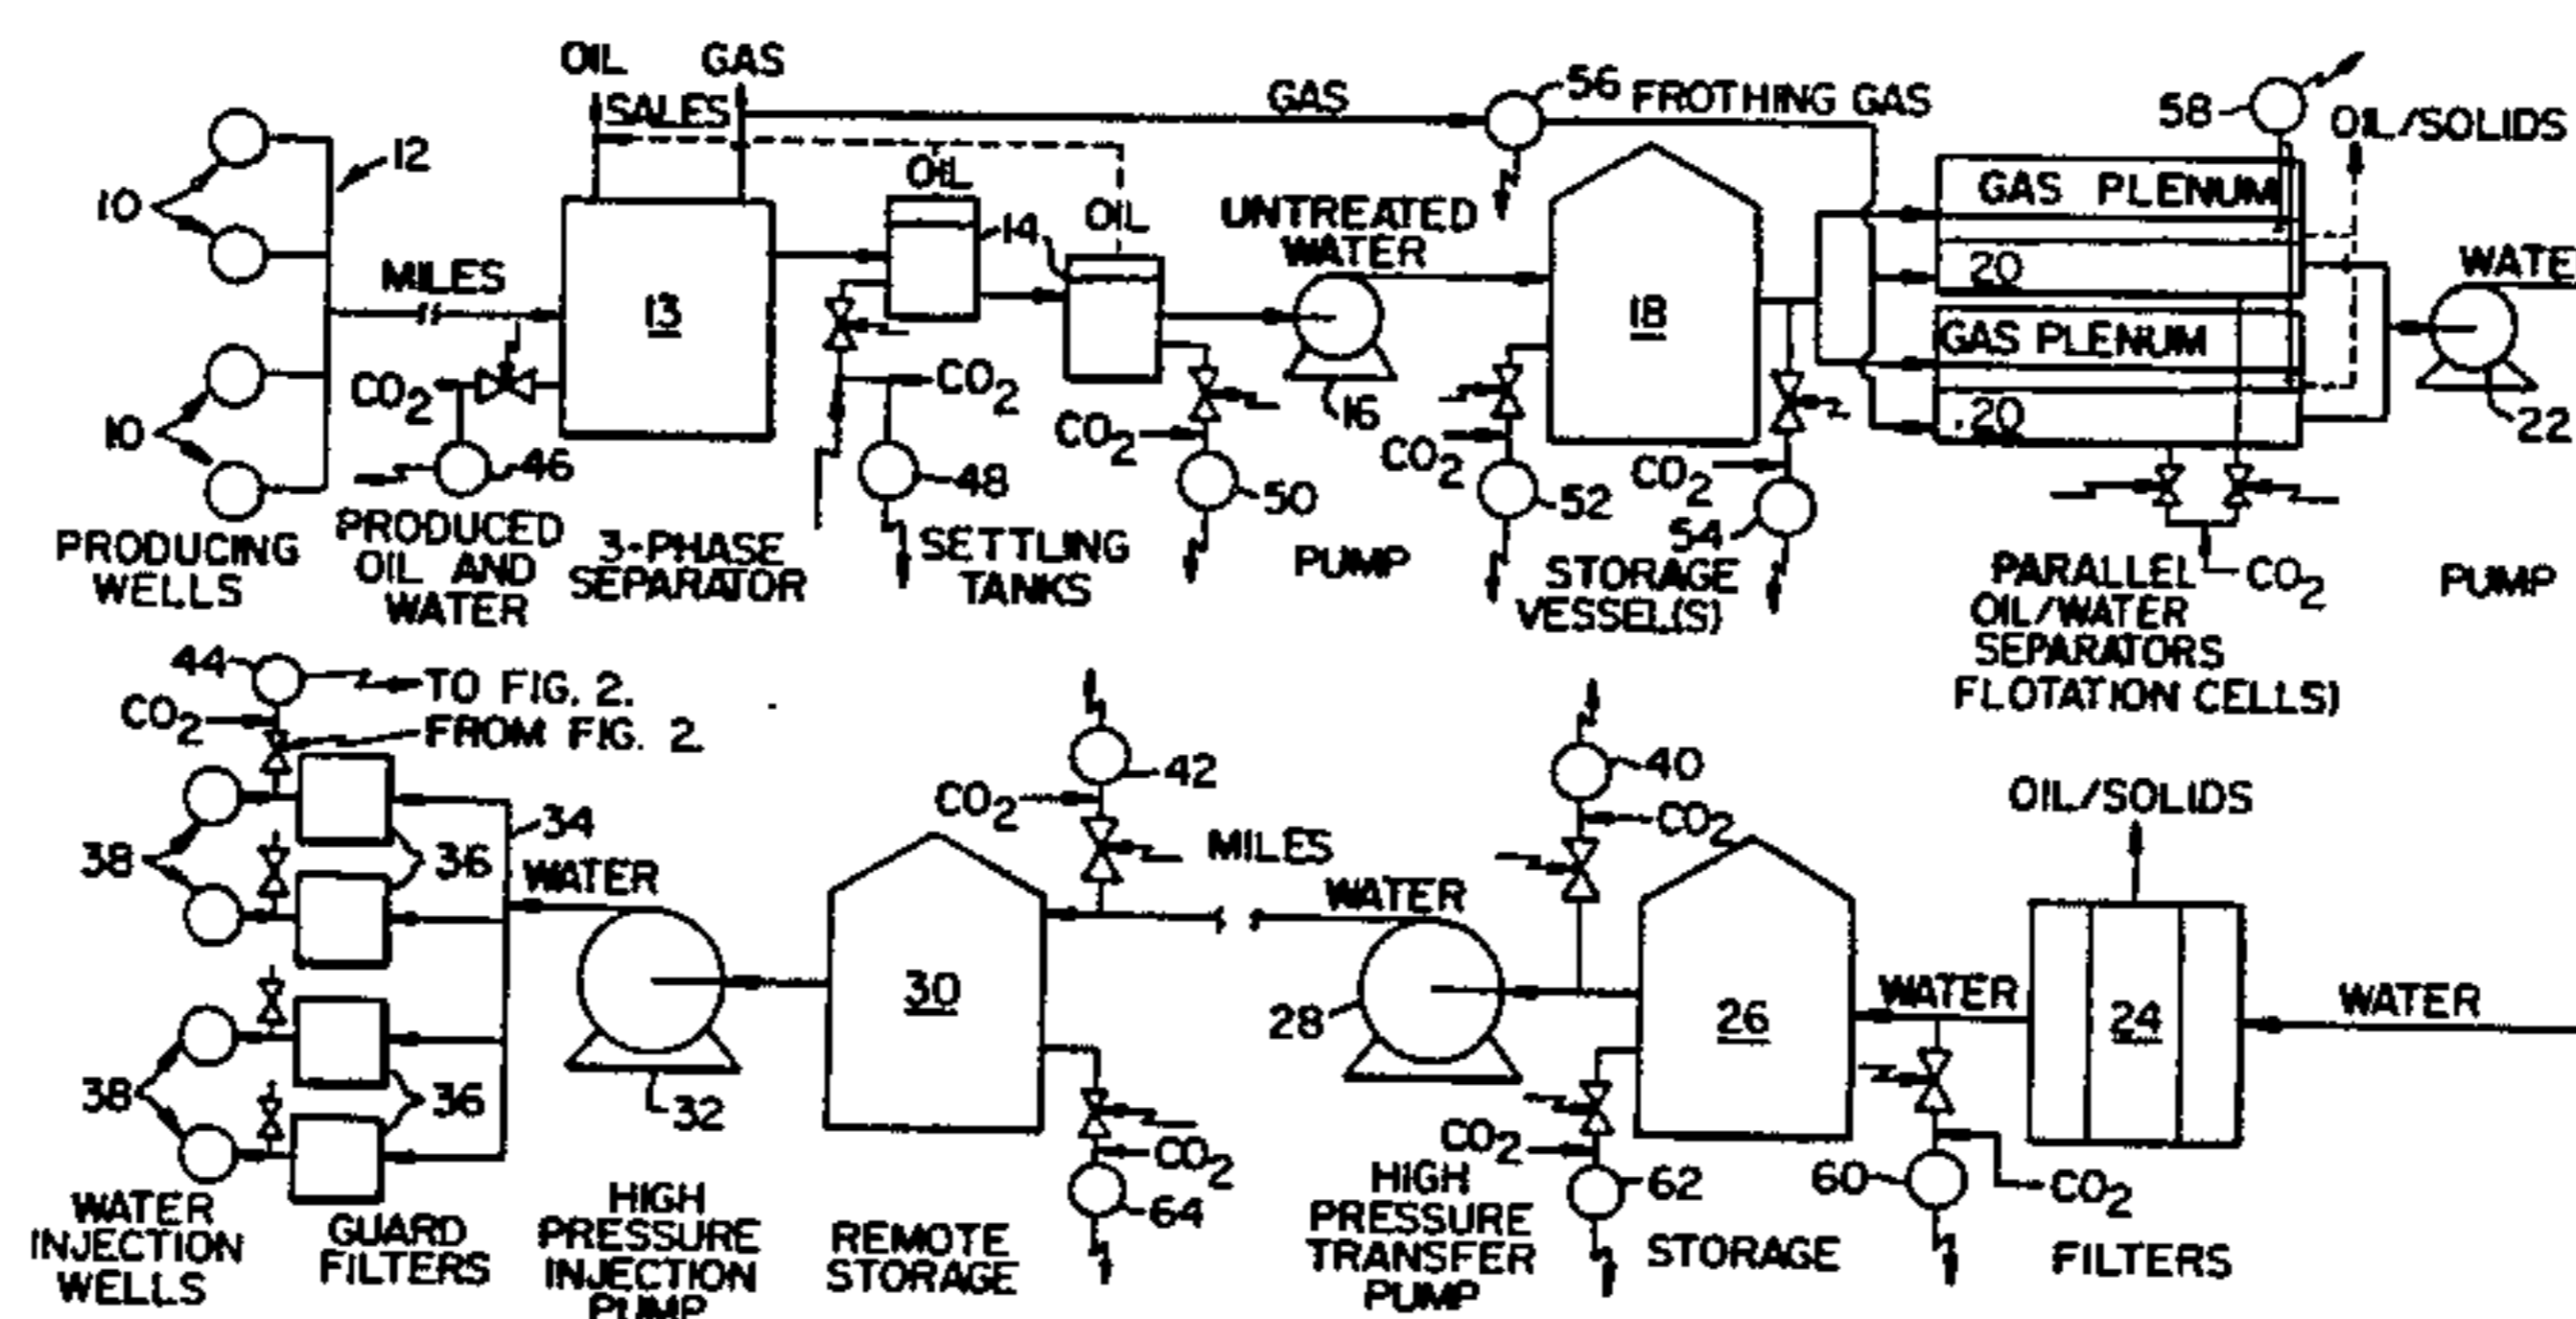 OIL GAS
SALES
GAS
56 FROTHING GAS
58
OIL/SOLIDS
10
12
OIL
14
OIL
UNTREATED
WATER
GAS PLENUM
20
WATE
MILES
13
18
GAS PLENUM
20
10
CO2
46
CO2
48
CO2
50
16
CO2
52
CO2
54
22
PRODUCING
WELLS
PRODUCED
OIL AND
WATER
3-PHASE
SEPARATOR
SETTLING
TANKS
PUMP
STORAGE
VESSEL(S)
PARALLEL
OIL/WATER
SEPARATORS
FLOTATION CELLS)
CO2
PUMP
44
TO FIG. 2.
CO2
FROM FIG. 2.
42
CO2
40
CO2
OIL/SOLIDS
38
36
34
WATER
MILES
WATER
30
28
26
WATER
24
WATER
38
36
32
CO2
64
CO2
62
60
CO2
WATER
INJECTION
WELLS
GUARD
FILTERS
HIGH
PRESSURE
INJECTION
PUMP
REMOTE
STORAGE
HIGH
PRESSURE
TRANSFER
PUMP
STORAGE
FILTERS